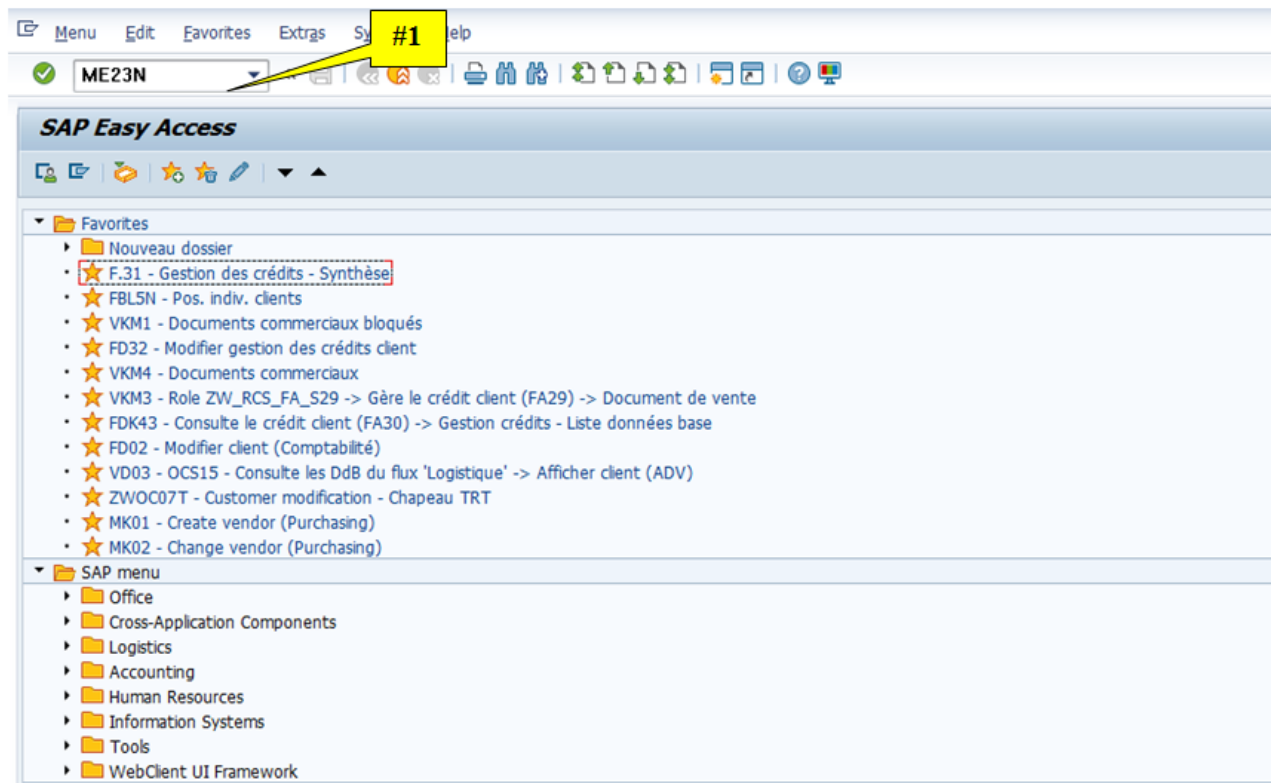 Menu Edit Favorites Extras #1
ME23N
SAP Easy Access
Favorites
Nouveau dossier
F.31 - Gestion des crédits - Synthèse
FBL5N - Pos. indiv. clients
VKM1 - Documents commerciaux bloqués
FD32 - Modifier gestion des crédits client
VKM4 - Documents commerciaux
VKM3 - Role ZW_RCS_FA_S29 -> Gère le crédit client (FA29) -> Document de vente
FDK43 - Consulte le crédit client (FA30) -> Gestion crédits - Liste données base
FD02 - Modifier client (Comptabilité)
VD03 - OCS15 - Consulte les DdB du flux 'Logistique' -> Afficher client (ADV)
ZWOC07T - Customer modification - Chapeau TRT
MK01 - Create vendor (Purchasing)
MK02 - Change vendor (Purchasing)
SAP menu
Office
Cross-Application Components
Logistics
Accounting
Human Resources
Information Systems
Tools
WebClient UI Framework